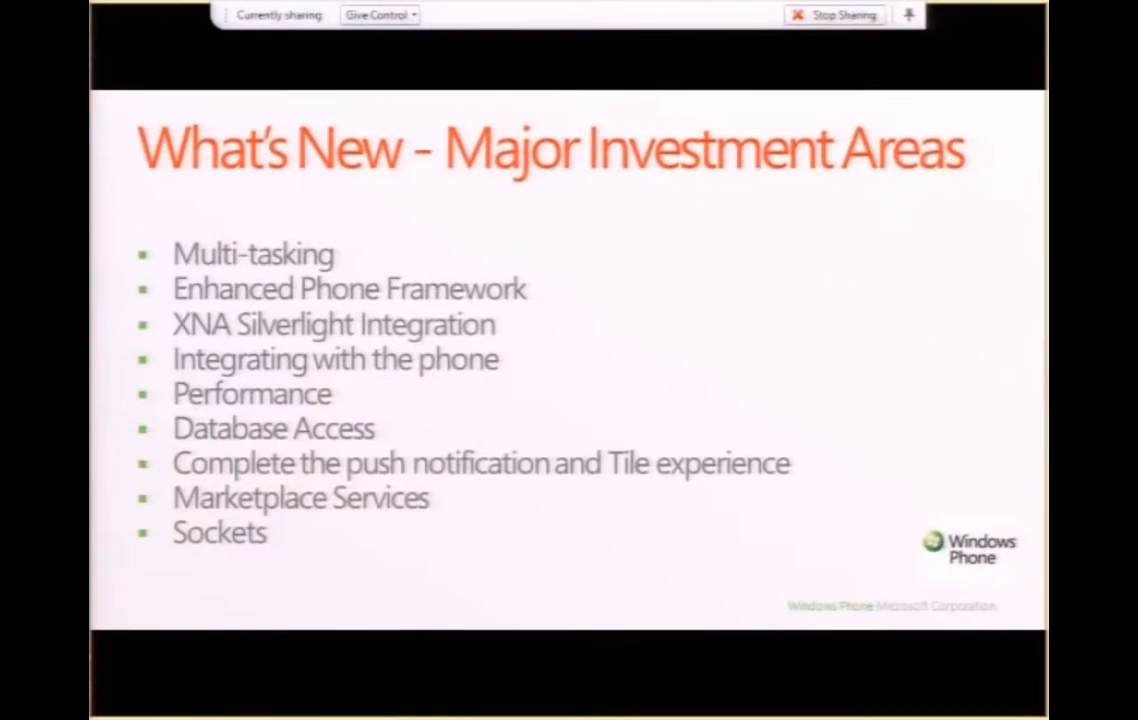 Currently sharing
Give Control
Stop Sharing
What's New - Major Investment Areas
Multi-tasking
Enhanced Phone Framework
XNA Silverlight Integration
Integrating with the phone
Performance
Database Access
Complete the push notification and Tile experience
Marketplace Services
Sockets
Windows
Phone
Windows Phone Microsoft Corporation